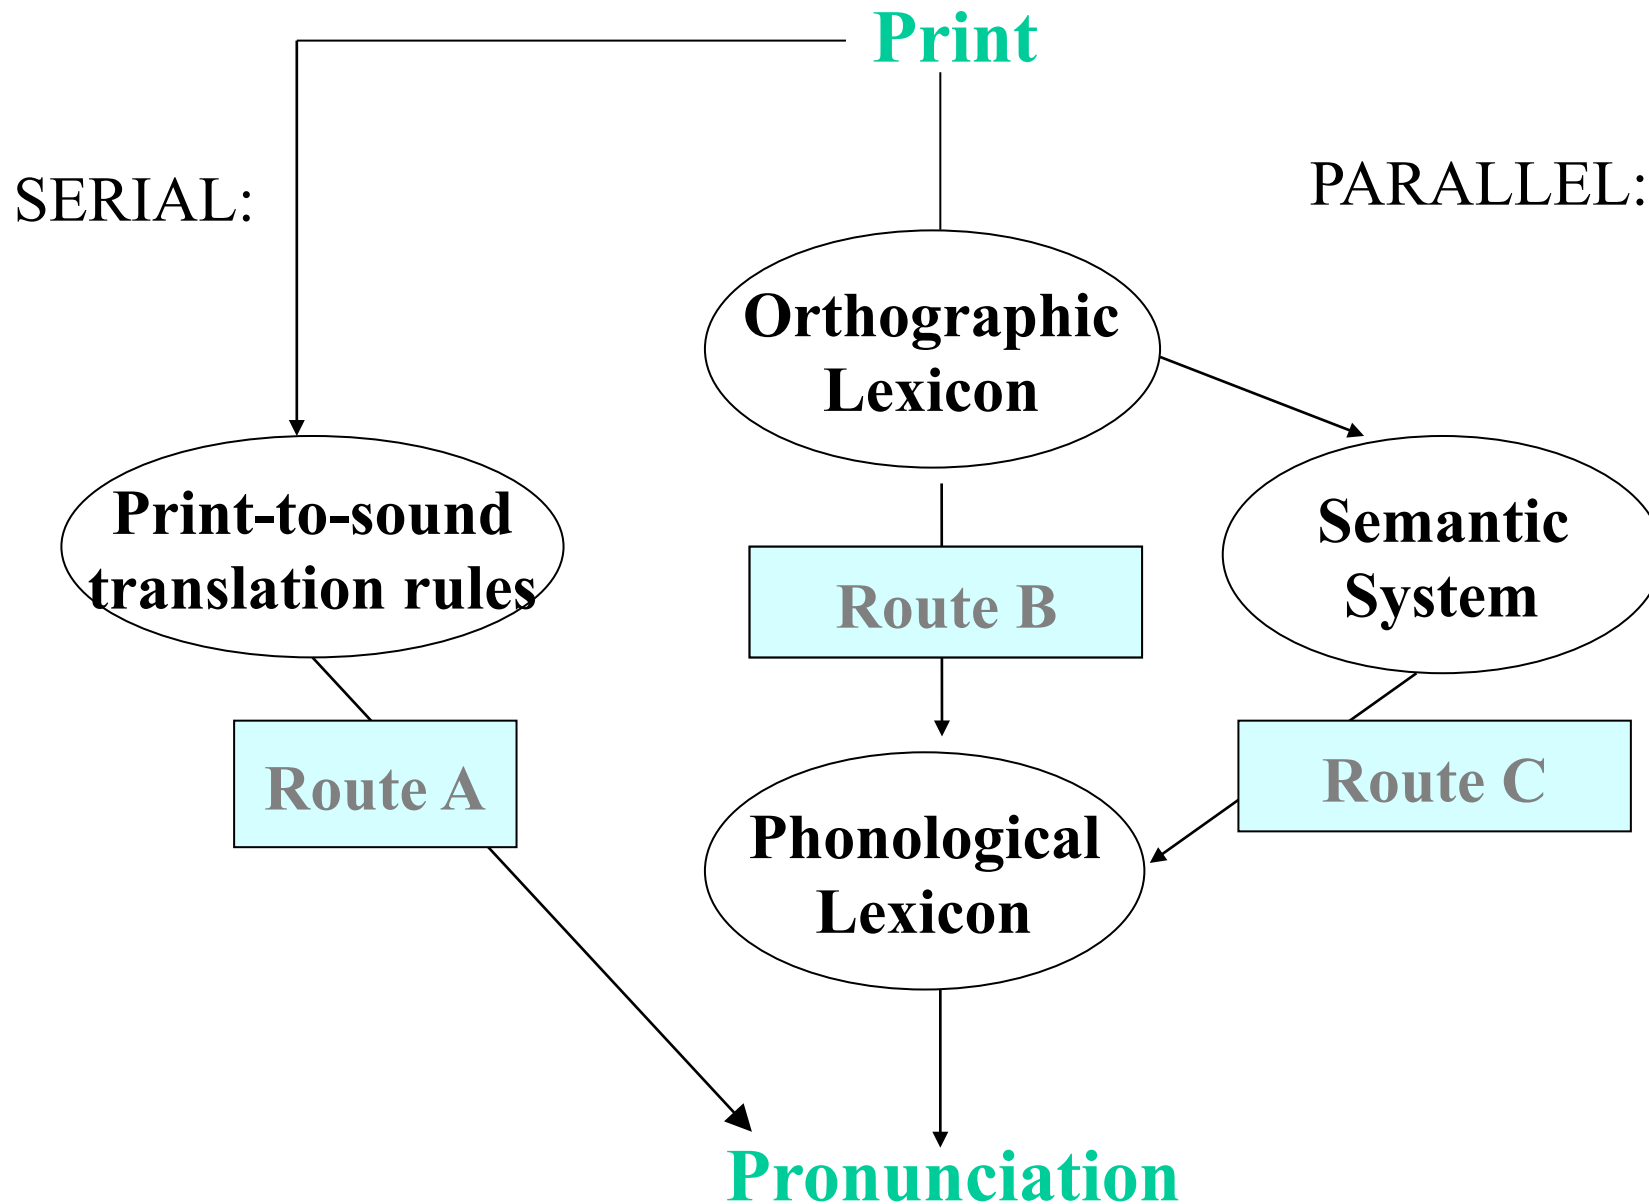 Print
SERIAL:
PARALLEL:
Orthographic
Lexicon
Print-to-sound
translation rules
Semantic
System
Route B
Route A
Route C
Phonological
Lexicon
Pronunciation